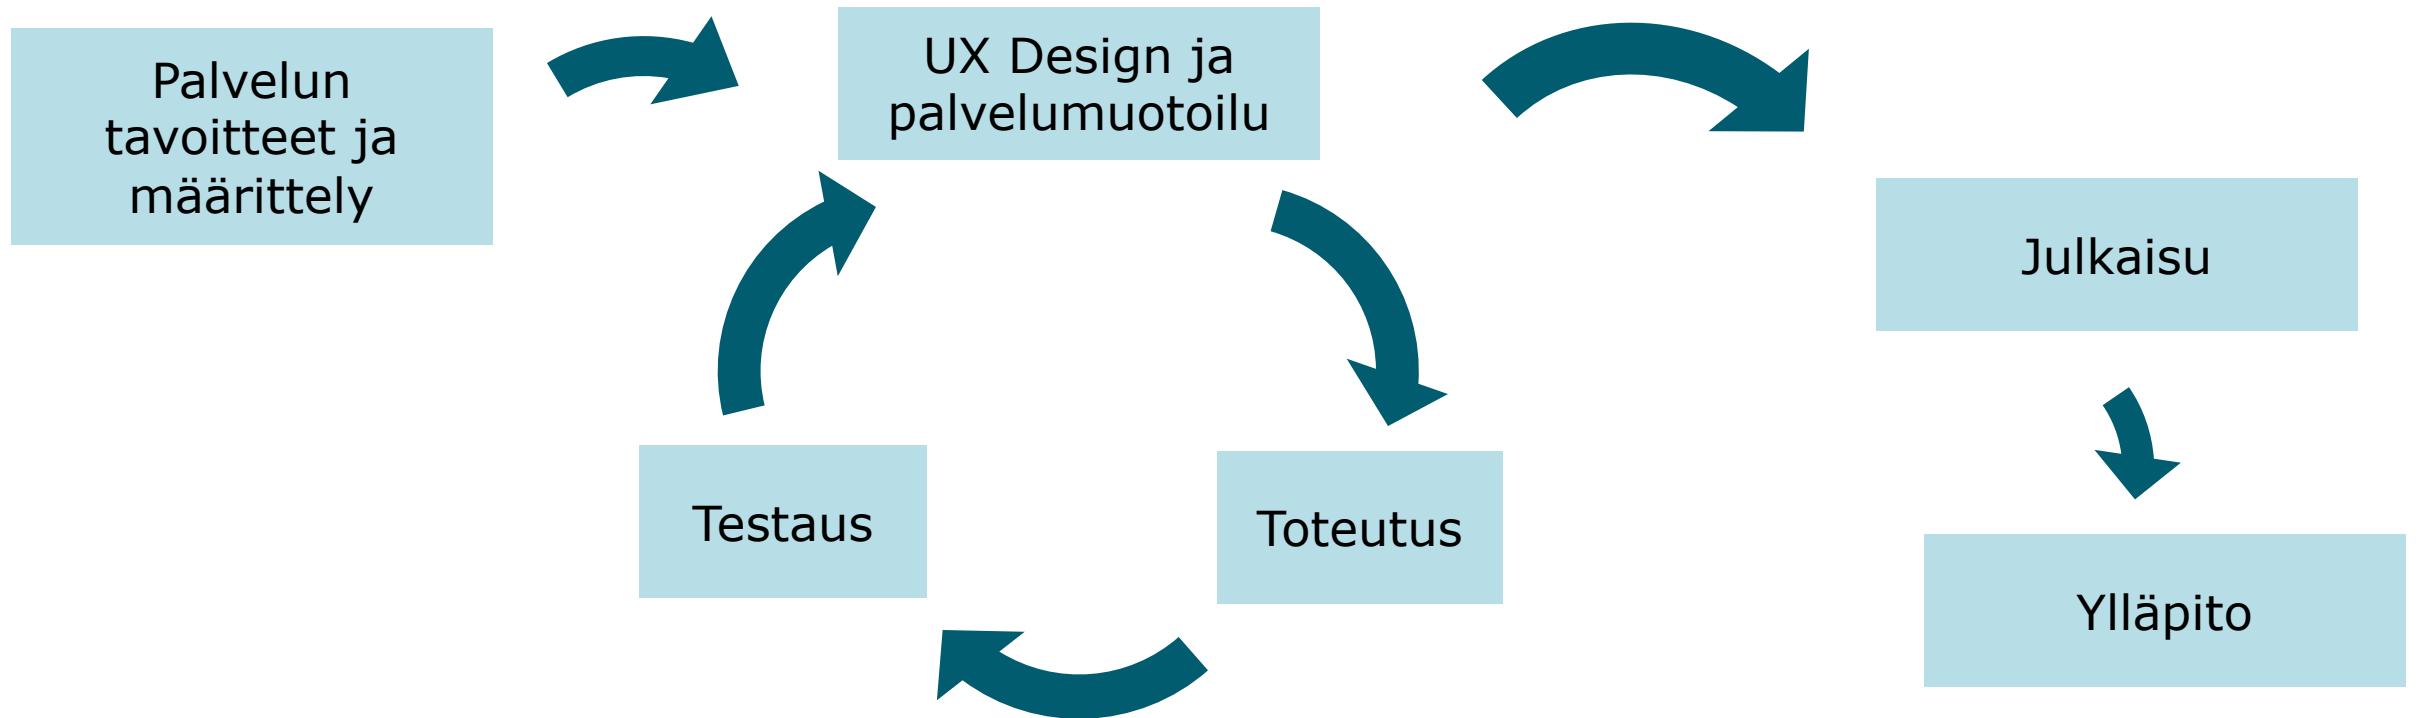 Palvelun
tavoitteet ja
määrittely
UX Design ja
palvelumuotoilu
Julkaisu
Testaus
Toteutus
Ylläpito